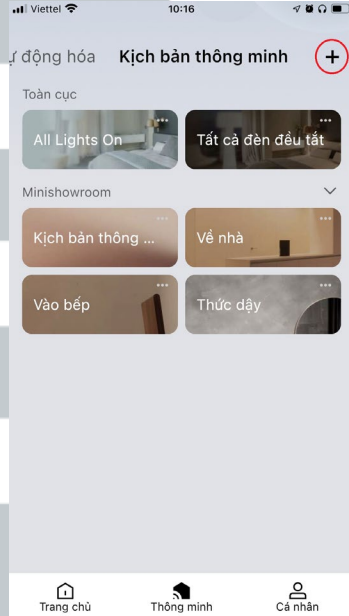 Viettel 10:16
ự động hóa Kịch bản thông minh +
Toàn cục
All Lights On Tất cả đèn đều tắt
Minishowroom
Kịch bản thông ... Về nhà
Vào bếp Thức dậy
Trang chủ Thông minh Cá nhân